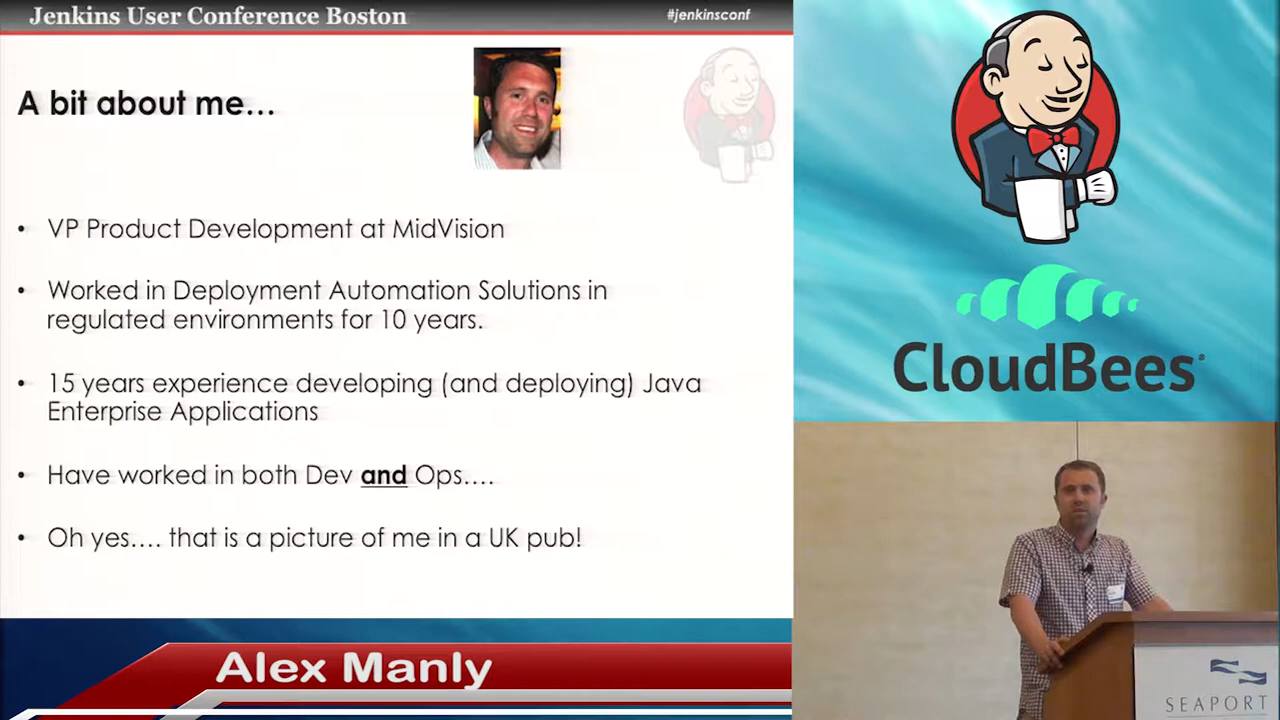 Jenkins User Conference Boston
#jenkinsconf
A bit about me...
• VP Product Development at MidVision
• Worked in Deployment Automation Solutions in
regulated environments for 10 years.
• 15 years experience developing (and deploying) Java
Enterprise Applications
• Have worked in both Dev and Ops....
• Oh yes.... that is a picture of me in a UK pub!
Alex Manly
CloudBees
SEAPORT